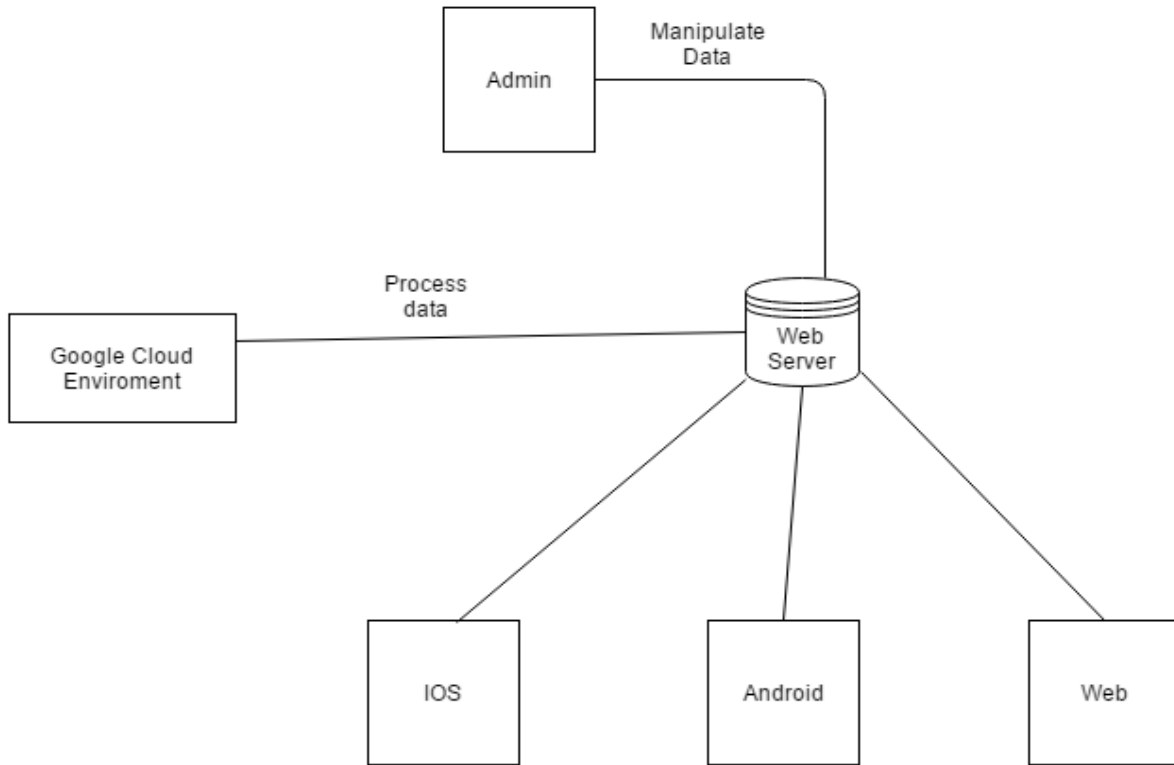 Manipulate
Data
Admin
Process
data
Google Cloud
Enviroment
Web
Server
IOS
Android
Web